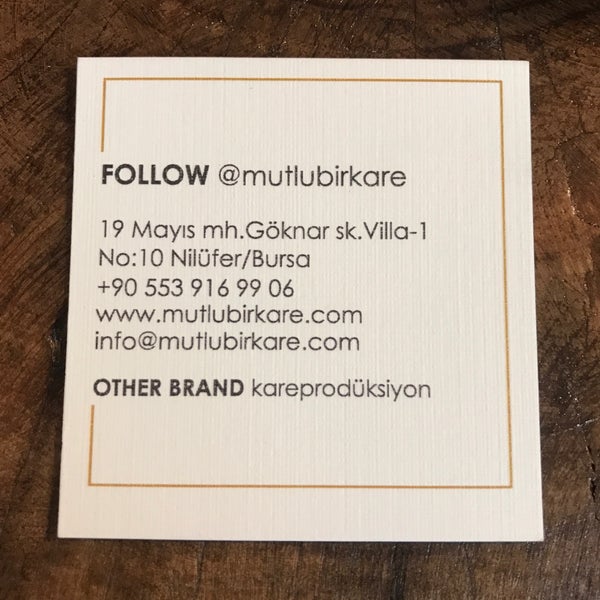 FOLLOW @mutlubirkare
19 Mayıs mh.Göknar sk.Villa-1
No:10 Nilüfer/Bursa
+90 553 916 99 06
www.mutlubirkare.com
info@mutlubirkare.com
OTHER BRAND kareprodüksiyon